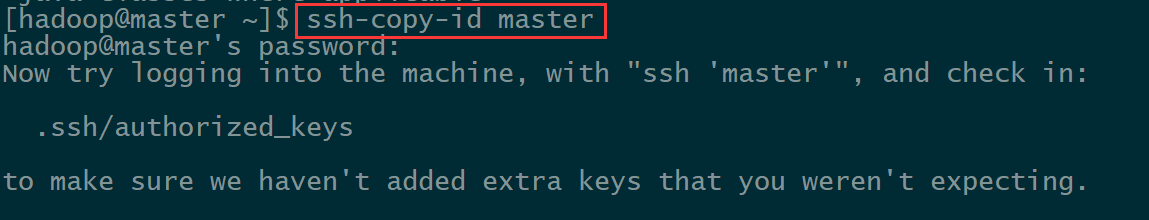 [hadoop@master ~]$ ssh-copy-id master
hadoop@master's password:
Now try logging into the machine, with "ssh 'master'", and check in:
.ssh/authorized_keys
to make sure we haven't added extra keys that you weren't expecting.